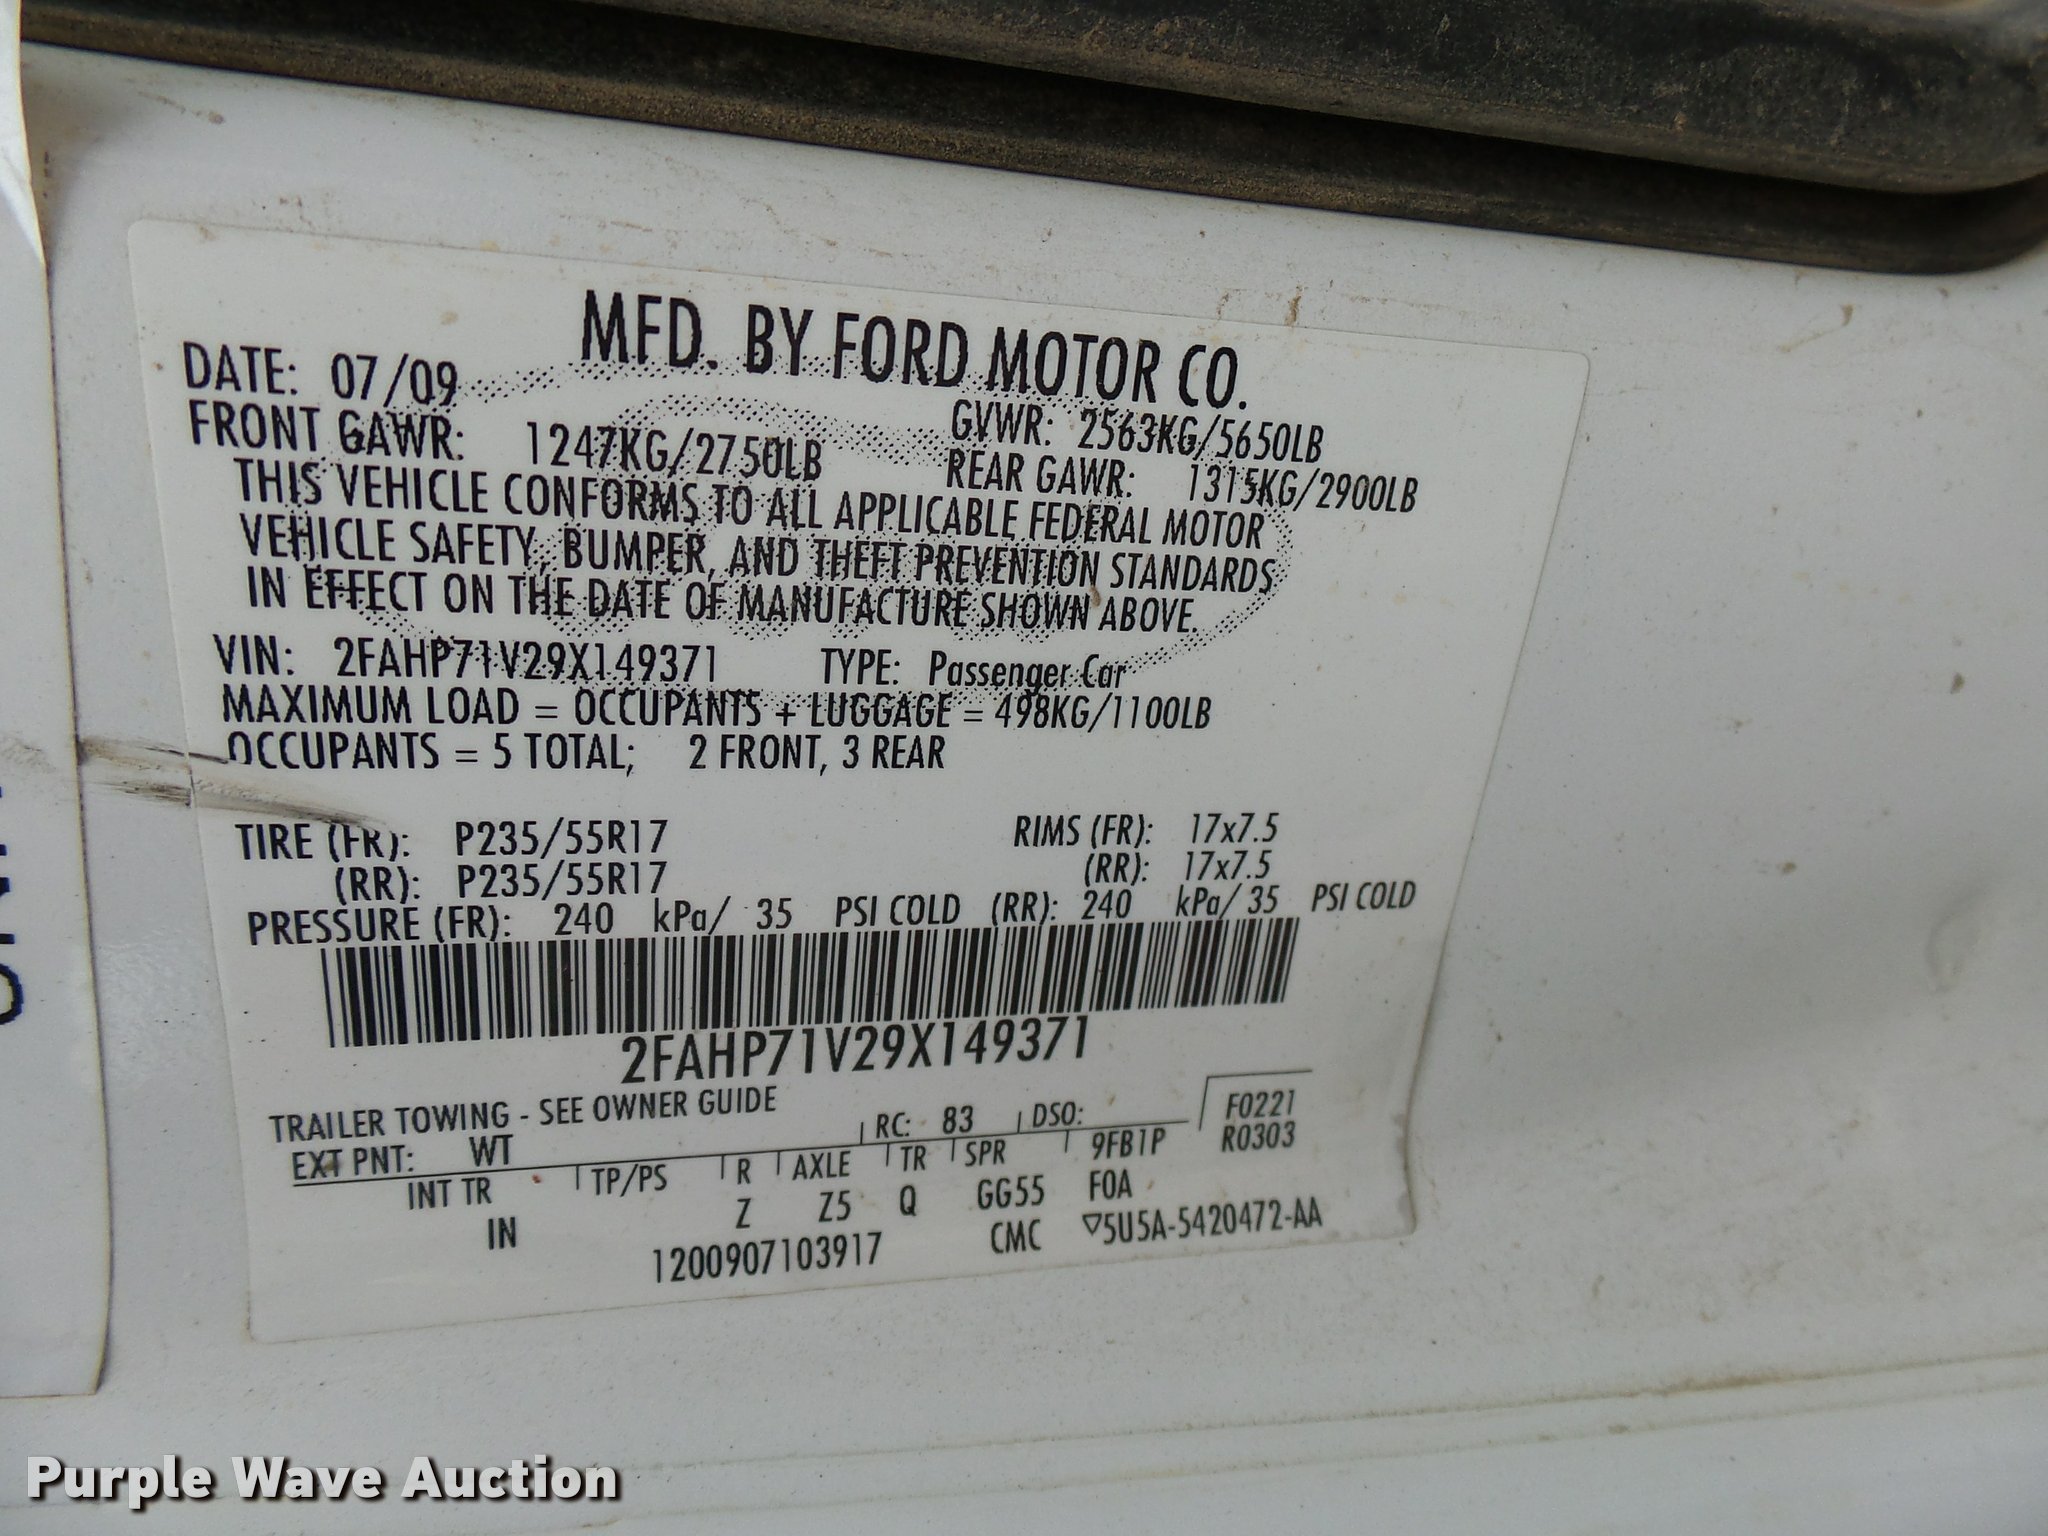 MFD. BY FORD MOTOR CO.
DATE: 07/09 GVWR: 2563KG/5650LB
FRONT GAWR: 1247KG/2750LB REAR GAWR: 1315KG/2900LB
THIS VEHICLE CONFORMS TO ALL APPLICABLE FEDERAL MOTOR
VEHICLE SAFETY, BUMPER, AND THEFT PREVENTION STANDARDS
IN EFFECT ON THE DATE OF MANUFACTURE SHOWN ABOVE.
VIN: 2FAHP71V29X149371 TYPE: Passenger Car
MAXIMUM LOAD = OCCUPANTS + LUGGAGE = 498KG/1100LB
OCCUPANTS = 5 TOTAL; 2 FRONT, 3 REAR
TIRE (FR): P235/55R17 RIMS (FR): 17x7.5
(RR): P235/55R17 (RR): 17x7.5
PRESSURE (FR): 240 kPa/ 35 PSI COLD (RR): 240 kPa/ 35 PSI COLD
2FAHP71V29X149371
TRAILER TOWING - SEE OWNER GUIDE F0221
EXT PNT: WT RC: 83 DSO: R0303
INT TR TP/PS R AXLE TR SPR 9FB1P
IN Z Z5 Q GG55 F0A
1200907103917 CMC ▽5U5A-5420472-AA
Purple Wave Auction